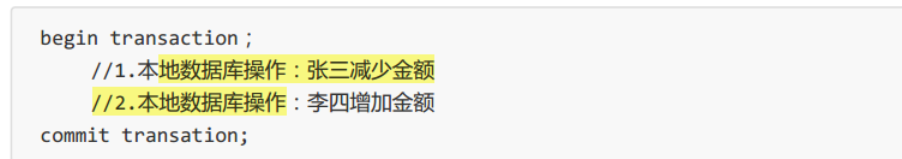 begin transaction；
//1.本地数据库操作：张三减少金额
//2.本地数据库操作：李四增加金额
commit transation;